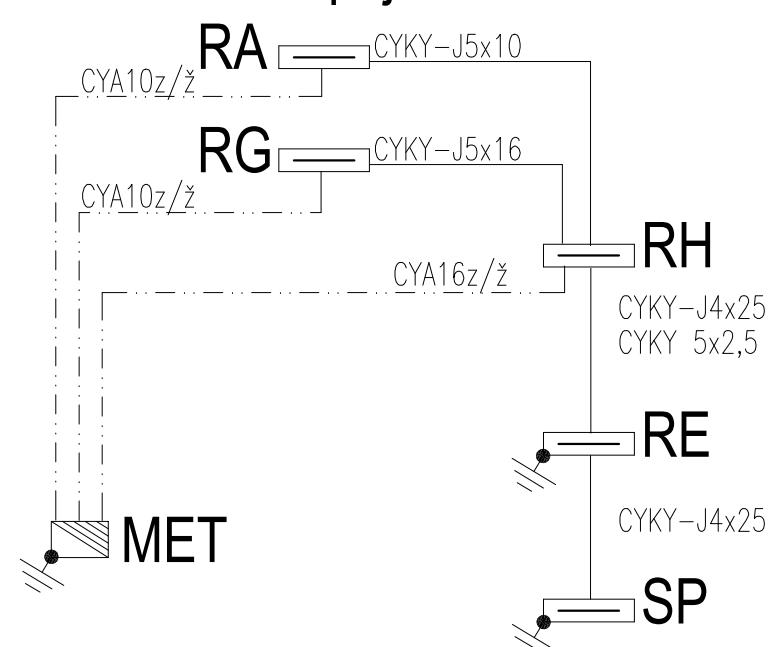 RA
CYKY-J5x10
CYA10z/ž
RG
CYKY-J5x16
CYA10z/ž
RH
CYA16z/ž
CYKY-J4x25
CYKY 5x2,5
RE
CYKY-J4x25
MET
SP